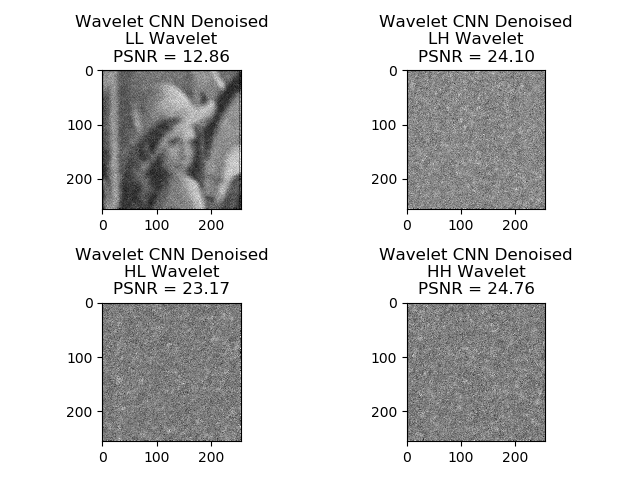 Wavelet CNN Denoised
LL Wavelet
PSNR = 12.86
0
100
200
0
100
200
Wavelet CNN Denoised
LH Wavelet
PSNR = 24.10
0
100
200
0
100
200
Wavelet CNN Denoised
HL Wavelet
PSNR = 23.17
0
100
200
0
100
200
Wavelet CNN Denoised
HH Wavelet
PSNR = 24.76
0
100
200
0
100
200